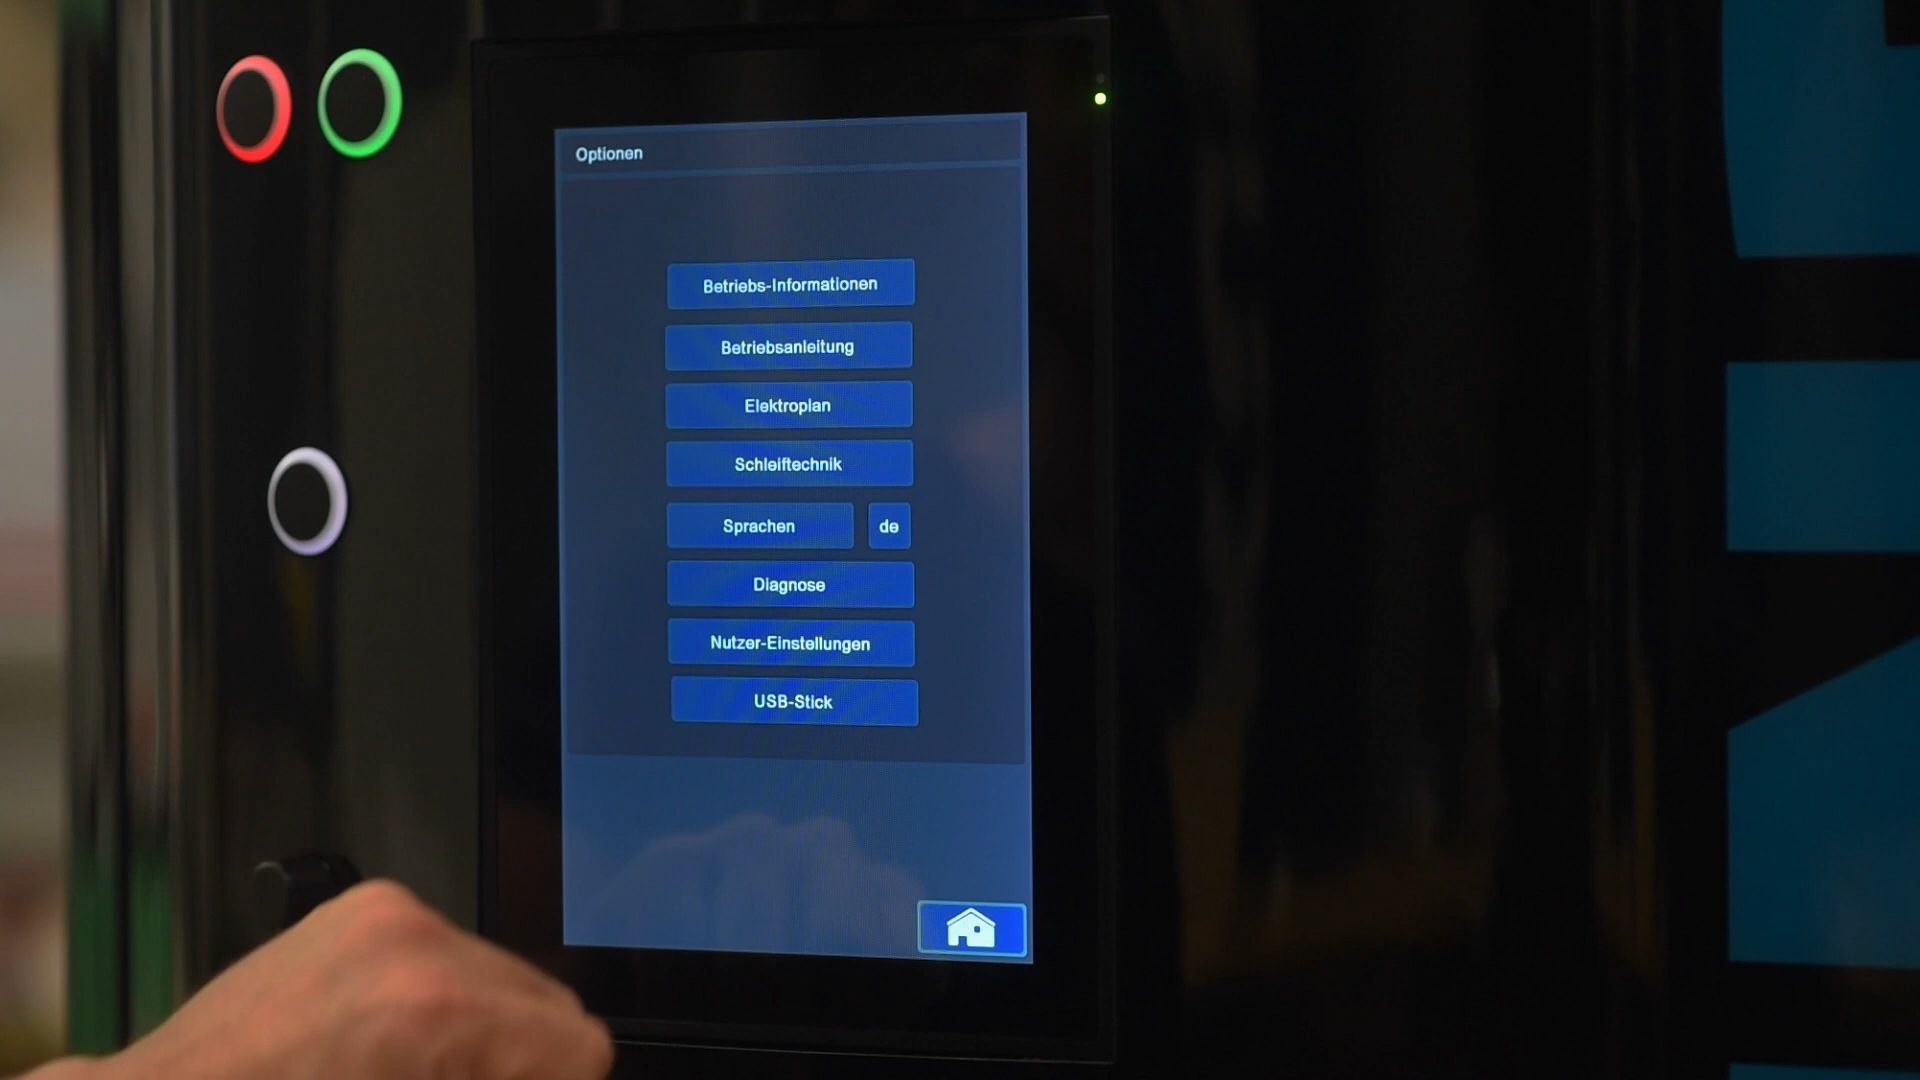 Optionen
Betriebs-Informationen
Betriebsanleitung
Elektroplan
Schleiftechnik
Sprachen de
Diagnose
Nutzer-Einstellungen
USB-Stick